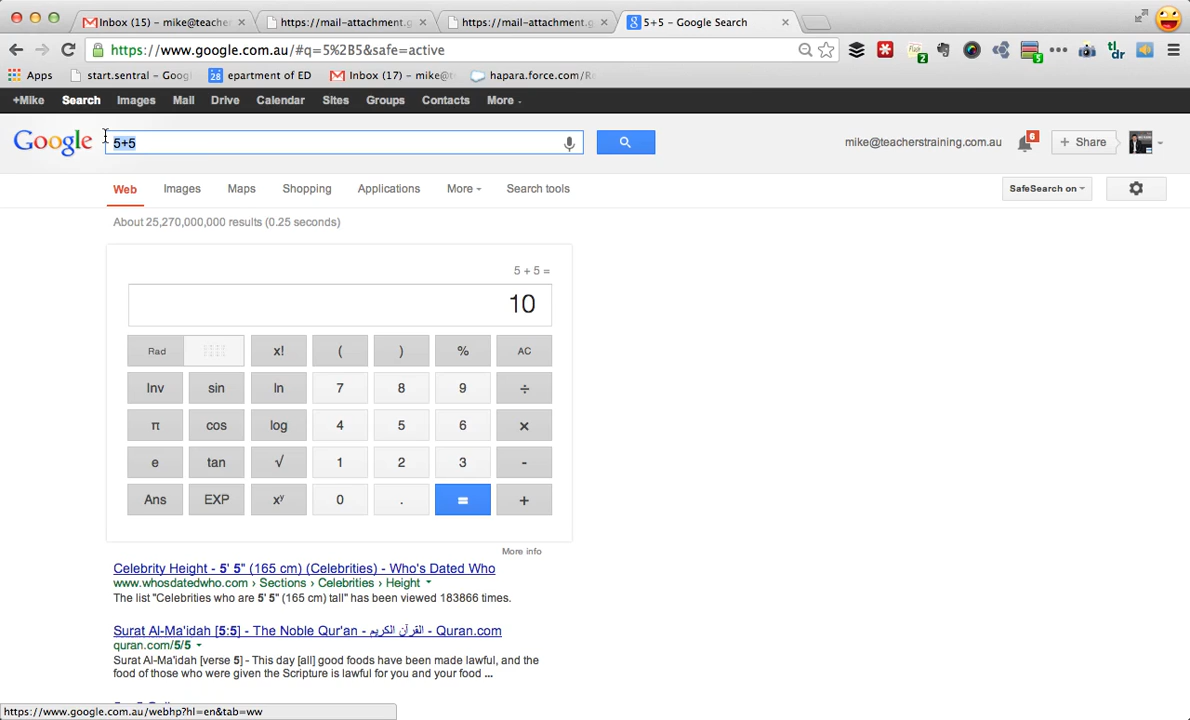 Inbox (15) – mike@teacher
https://mail-attachment.g
https://mail-attachment.g
5+5 – Google Search
https://www.google.com.au/#q=5%2B5&safe=active
2
5
tl;
dr
Apps
start.sentral – Googl
28
epartment of ED
Inbox (17) – mike@t
hapara.force.com/R
+Mike Search Images Mail Drive Calendar Sites Groups Contacts More
Google
5+5
mike@teacherstraining.com.au
6
+ Share
Web Images Maps Shopping Applications More Search tools
SafeSearch on
About 25,270,000,000 results (0.25 seconds)
5 + 5 =
10
Rad x! ( ) % AC
Inv sin ln 7 8 9 ÷
π cos log 4 5 6 ×
e tan √ 1 2 3 -
Ans EXP xʸ 0 . = +
More info
Celebrity Height - 5' 5" (165 cm) (Celebrities) - Who's Dated Who
www.whosdatedwho.com › Sections › Celebrities › Height
The list "Celebrities who are 5' 5" (165 cm) tall" has been viewed 183866 times.
Surat Al-Ma'idah [5:5] - The Noble Qur'an - القرآن الكريم - Quran.com
quran.com/5/5
Surat Al-Ma'idah [verse 5] - This day [all] good foods have been made lawful, and the
food of those who were given the Scripture is lawful for you and your food ...
https://www.google.com.au/webhp?hl=en&tab=ww